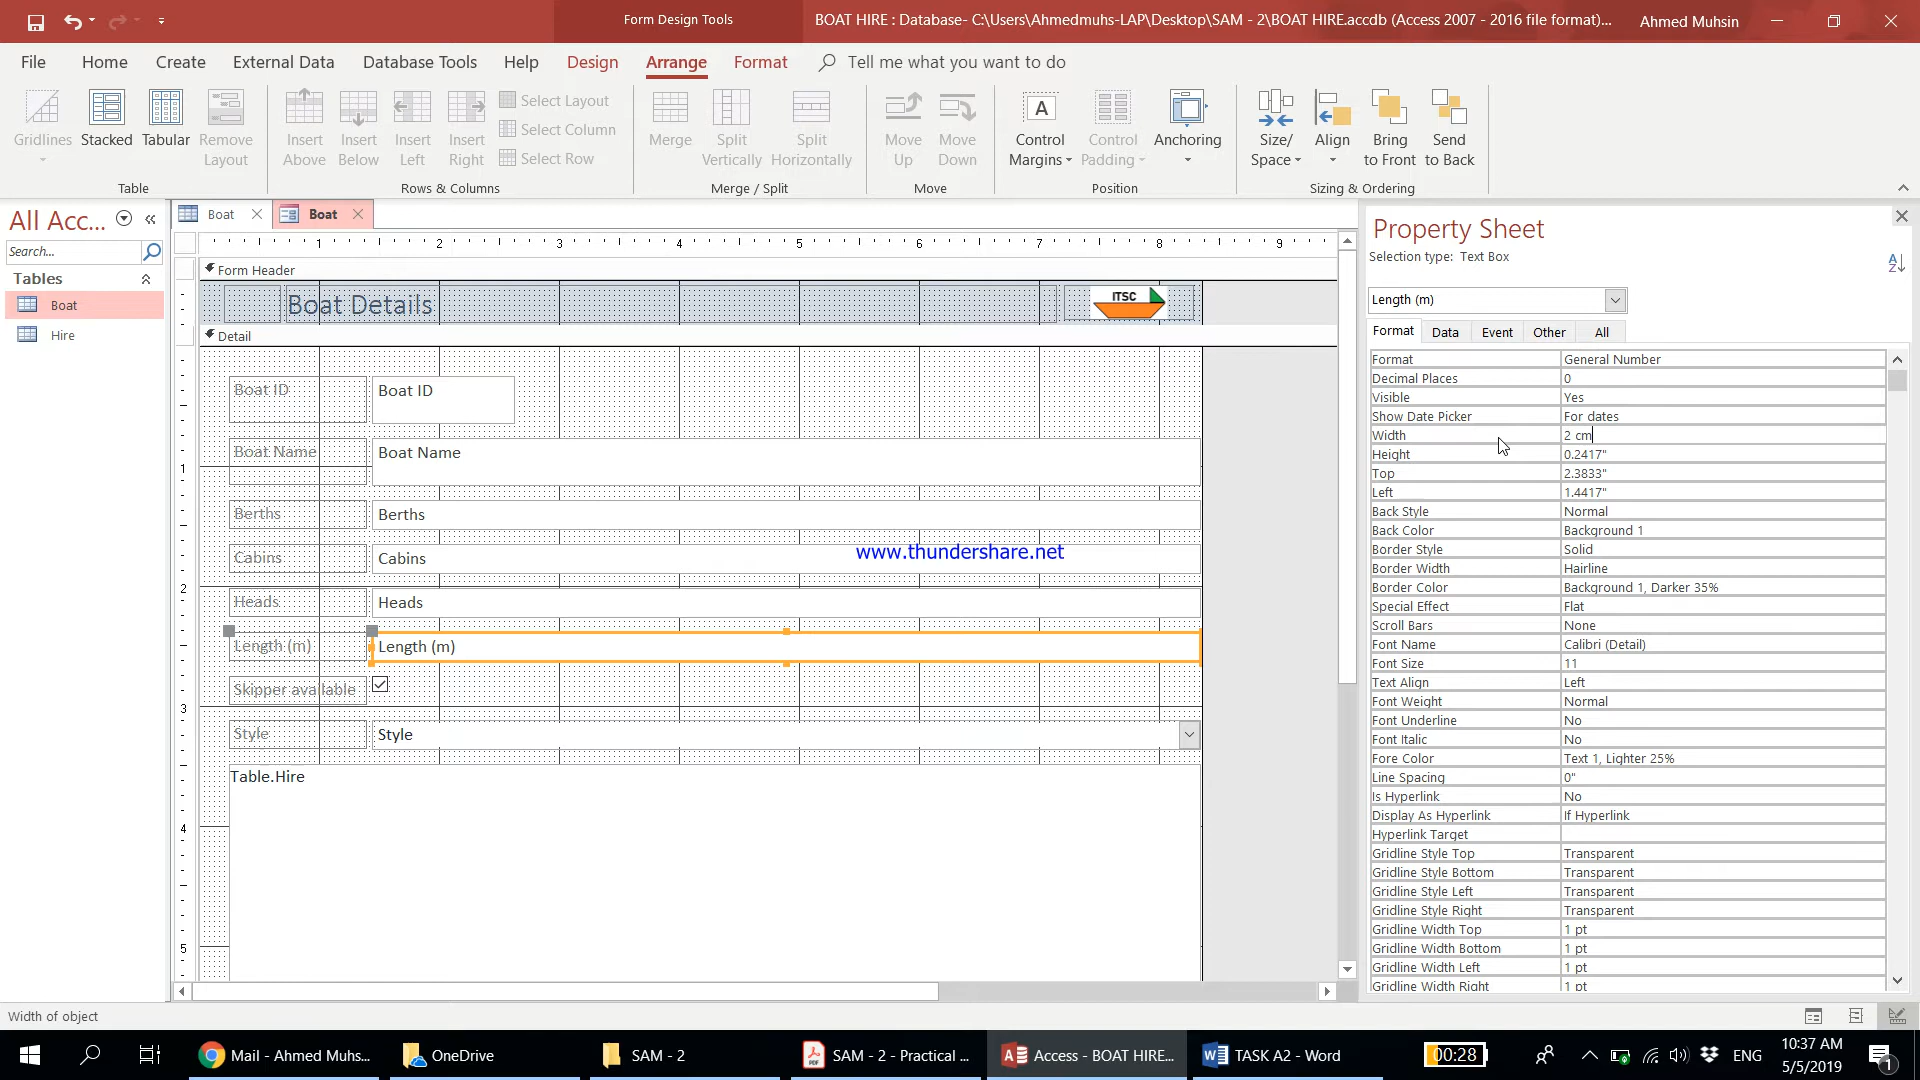 Form Design Tools
BOAT HIRE : Database- C:\Users\Ahmedmuhs-LAP\Desktop\SAM - 2\BOAT HIRE.accdb (Access 2007 - 2016 file format)...
Ahmed Muhsin
File Home Create External Data Database Tools Help Design Arrange Format Tell me what you want to do
Gridlines
Stacked
Tabular
Remove Layout
Insert Above
Insert Below
Insert Left
Insert Right
Select Layout
Select Column
Select Row
Merge
Split Vertically
Split Horizontally
Move Up
Move Down
Control Margins
Control Padding
Anchoring
Size/ Space
Align
Bring to Front
Send to Back
Table
Rows & Columns
Merge / Split
Move
Position
Sizing & Ordering
All Acc...
Search...
Tables
Boat
Hire
Boat
Boat
1 2 3 4 5 6 7 8 9
Form Header
Boat Details
ITSC
Detail
Boat ID Boat ID
Boat Name Boat Name
1
Berths Berths
Cabins Cabins
www.thundershare.net
2
Heads Heads
Length (m) Length (m)
Skipper available
3
Style Style
Table.Hire
4
5
Property Sheet
Selection type: Text Box
A
Z
Length (m)
Format Data Event Other All
Format General Number
Decimal Places 0
Visible Yes
Show Date Picker For dates
Width 2 cm
Height 0.2417"
Top 2.3833"
Left 1.4417"
Back Style Normal
Back Color Background 1
Border Style Solid
Border Width Hairline
Border Color Background 1, Darker 35%
Special Effect Flat
Scroll Bars None
Font Name Calibri (Detail)
Font Size 11
Text Align Left
Font Weight Normal
Font Underline No
Font Italic No
Fore Color Text 1, Lighter 25%
Line Spacing 0"
Is Hyperlink No
Display As Hyperlink If Hyperlink
Hyperlink Target
Gridline Style Top Transparent
Gridline Style Bottom Transparent
Gridline Style Left Transparent
Gridline Style Right Transparent
Gridline Width Top 1 pt
Gridline Width Bottom 1 pt
Gridline Width Left 1 pt
Gridline Width Right 1 pt
Width of object
Mail - Ahmed Muhs...
OneDrive
SAM - 2
SAM - 2 - Practical ...
Access - BOAT HIRE...
TASK A2 - Word
00:28
ENG
10:37 AM
5/5/2019
1